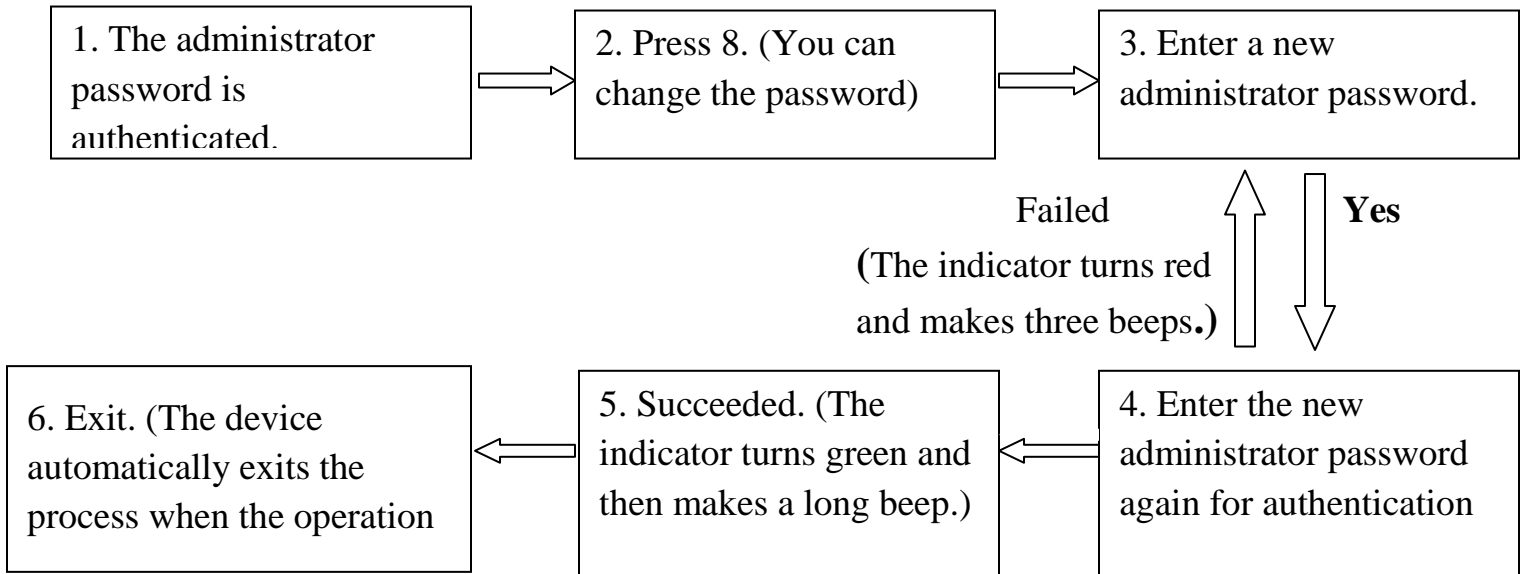 1. The administrator
password is
authenticated.
2. Press 8. (You can
change the password)
3. Enter a new
administrator password.
Failed
(The indicator turns red
and makes three beeps.)
Yes
4. Enter the new
administrator password
again for authentication
5. Succeeded. (The
indicator turns green and
then makes a long beep.)
6. Exit. (The device
automatically exits the
process when the operation